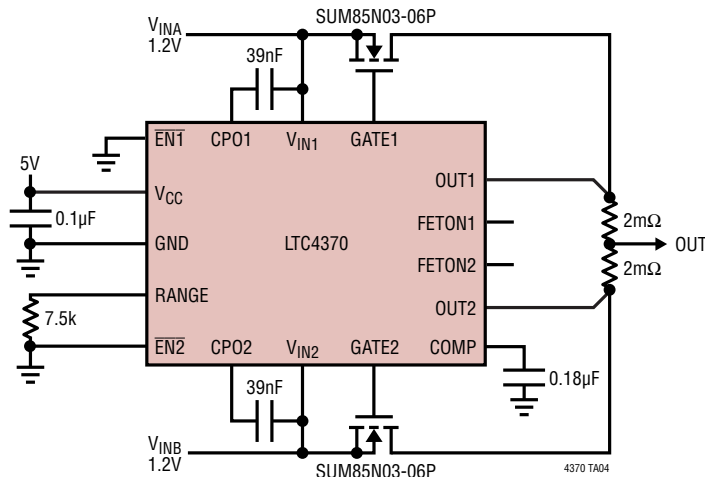 SUM85N03-06P
VINA
1.2V
39nF
EN1 CPO1 VIN1 GATE1
5V
OUT1
VCC
0.1µF
FETON1
2mΩ
GND LTC4370 OUT
FETON2
2mΩ
RANGE
OUT2
7.5k
EN2 CPO2 VIN2 GATE2 COMP
39nF
0.18µF
VINB
1.2V
SUM85N03-06P
4370 TA04